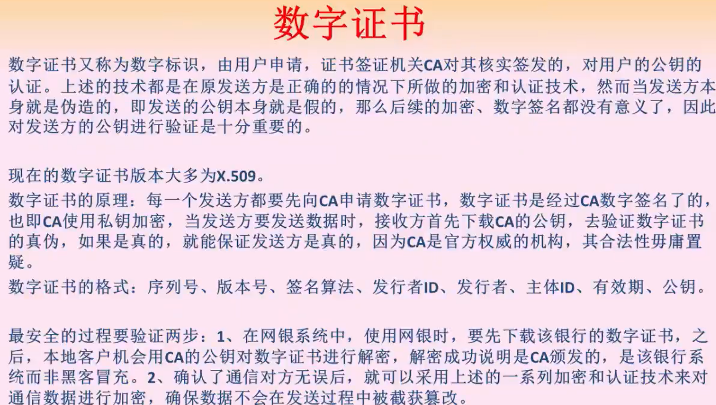 数字证书
数字证书又称为数字标识，由用户申请，证书签证机关CA对其核实签发的，对用户的公钥的
认证。上述的技术都是在原发送方是正确的的情况下所做的加密和认证技术，然而当发送方本
身就是伪造的，即发送的公钥本身就是假的，那么后续的加密、数字签名都没有意义了，因此
对发送方的公钥进行验证是十分重要的。
现在的数字证书版本大多为X.509。
数字证书的原理：每一个发送方都要先向CA申请数字证书，数字证书是经过CA数字签名了的，
也即CA使用私钥加密，当发送方要发送数据时，接收方首先下载CA的公钥，去验证数字证书
的真伪，如果是真的，就能保证发送方是真的，因为CA是官方权威的机构，其合法性毋庸置
疑。
数字证书的格式：序列号、版本号、签名算法、发行者ID、发行者、主体ID、有效期、公钥。
最安全的过程要验证两步：1、在网银系统中，使用网银时，要先下载该银行的数字证书，之
后，本地客户机会用CA的公钥对数字证书进行解密，解密成功说明是CA颁发的，是该银行系
统而非黑客冒充。2、确认了通信对方无误后，就可以采用上述的一系列加密和认证技术来对
通信数据进行加密，确保数据不会在发送过程中被截获篡改。